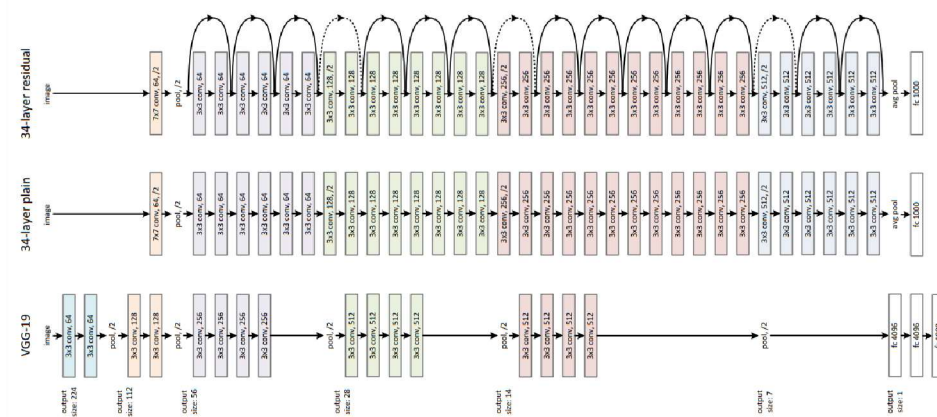 34-layer residual
image
7x7 conv, 64, /2
pool, /2
3x3 conv, 64
3x3 conv, 64
3x3 conv, 64
3x3 conv, 64
3x3 conv, 64
3x3 conv, 64
3x3 conv, 128, /2
3x3 conv, 128
3x3 conv, 128
3x3 conv, 128
3x3 conv, 128
3x3 conv, 128
3x3 conv, 128
3x3 conv, 128
3x3 conv, 256, /2
3x3 conv, 256
3x3 conv, 256
3x3 conv, 256
3x3 conv, 256
3x3 conv, 256
3x3 conv, 256
3x3 conv, 256
3x3 conv, 256
3x3 conv, 256
3x3 conv, 256
3x3 conv, 256
3x3 conv, 512, /2
3x3 conv, 512
3x3 conv, 512
3x3 conv, 512
3x3 conv, 512
3x3 conv, 512
avg pool
fc 1000
34-layer plain
image
7x7 conv, 64, /2
pool, /2
3x3 conv, 64
3x3 conv, 64
3x3 conv, 64
3x3 conv, 64
3x3 conv, 64
3x3 conv, 64
3x3 conv, 128, /2
3x3 conv, 128
3x3 conv, 128
3x3 conv, 128
3x3 conv, 128
3x3 conv, 128
3x3 conv, 128
3x3 conv, 128
3x3 conv, 256, /2
3x3 conv, 256
3x3 conv, 256
3x3 conv, 256
3x3 conv, 256
3x3 conv, 256
3x3 conv, 256
3x3 conv, 256
3x3 conv, 256
3x3 conv, 256
3x3 conv, 256
3x3 conv, 256
3x3 conv, 512, /2
3x3 conv, 512
3x3 conv, 512
3x3 conv, 512
3x3 conv, 512
3x3 conv, 512
avg pool
fc 1000
VGG-19
image
3x3 conv, 64
3x3 conv, 64
pool, /2
3x3 conv, 128
3x3 conv, 128
pool, /2
3x3 conv, 256
3x3 conv, 256
3x3 conv, 256
3x3 conv, 256
pool, /2
3x3 conv, 512
3x3 conv, 512
3x3 conv, 512
3x3 conv, 512
pool, /2
3x3 conv, 512
3x3 conv, 512
3x3 conv, 512
3x3 conv, 512
pool, /2
fc 4096
fc 4096
output
size: 224
output
size: 112
output
size: 56
output
size: 28
output
size: 14
output
size: 7
output
size: 1